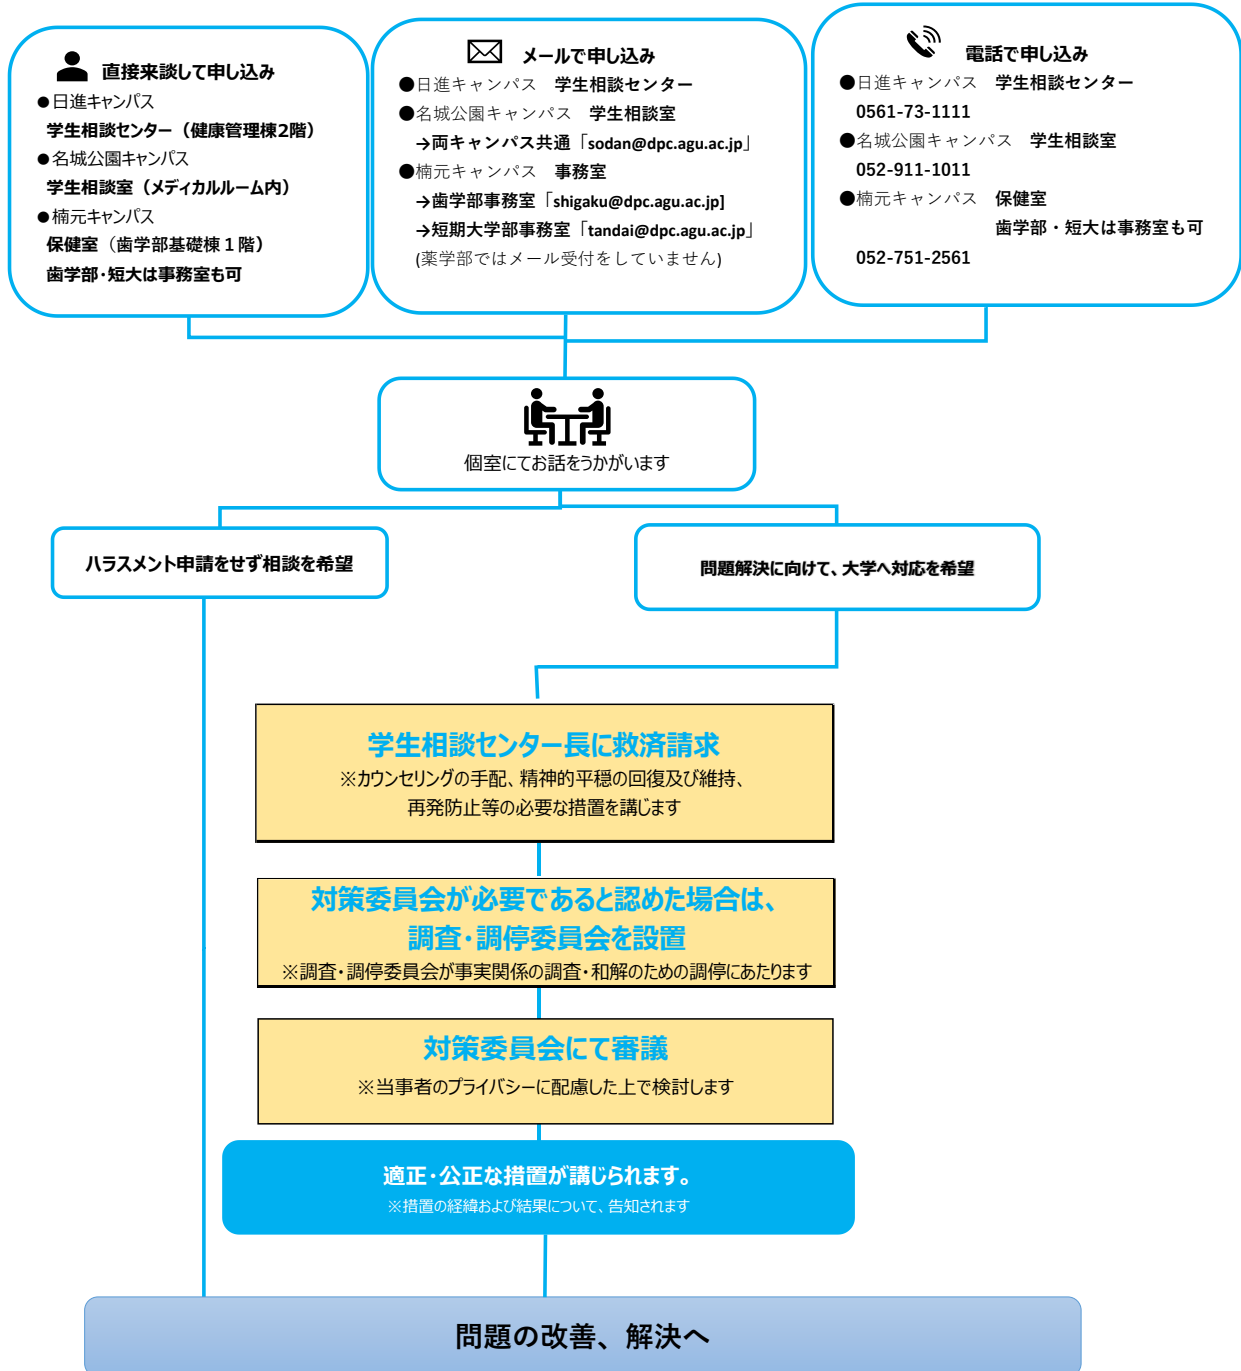 直接来談して申し込み
●日進キャンパス
学生相談センター（健康管理棟2階）
●名城公園キャンパス
学生相談室（メディカルルーム内）
●楠元キャンパス
保健室（歯学部基礎棟１階）
歯学部・短大は事務室も可
メールで申し込み
●日進キャンパス　学生相談センター
●名城公園キャンパス　学生相談室
→両キャンパス共通「sodan@dpc.agu.ac.jp」
●楠元キャンパス　事務室
→歯学部事務室「shigaku@dpc.agu.ac.jp]
→短期大学部事務室「tandai@dpc.agu.ac.jp」
(薬学部ではメール受付をしていません)
電話で申し込み
●日進キャンパス　学生相談センター
0561-73-1111
●名城公園キャンパス　学生相談室
052-911-1011
●楠元キャンパス　保健室
歯学部・短大は事務室も可
052-751-2561
個室にてお話をうかがいます
ハラスメント申請をせず相談を希望
問題解決に向けて、大学へ対応を希望
学生相談センター長に救済請求
※カウンセリングの手配、精神的平穏の回復及び維持、
再発防止等の必要な措置を講じます
対策委員会が必要であると認めた場合は、
調査・調停委員会を設置
※調査・調停委員会が事実関係の調査・和解のための調停にあたります
対策委員会にて審議
※当事者のプライバシーに配慮した上で検討します
適正・公正な措置が講じられます。
※措置の経緯および結果について、告知されます
問題の改善、解決へ